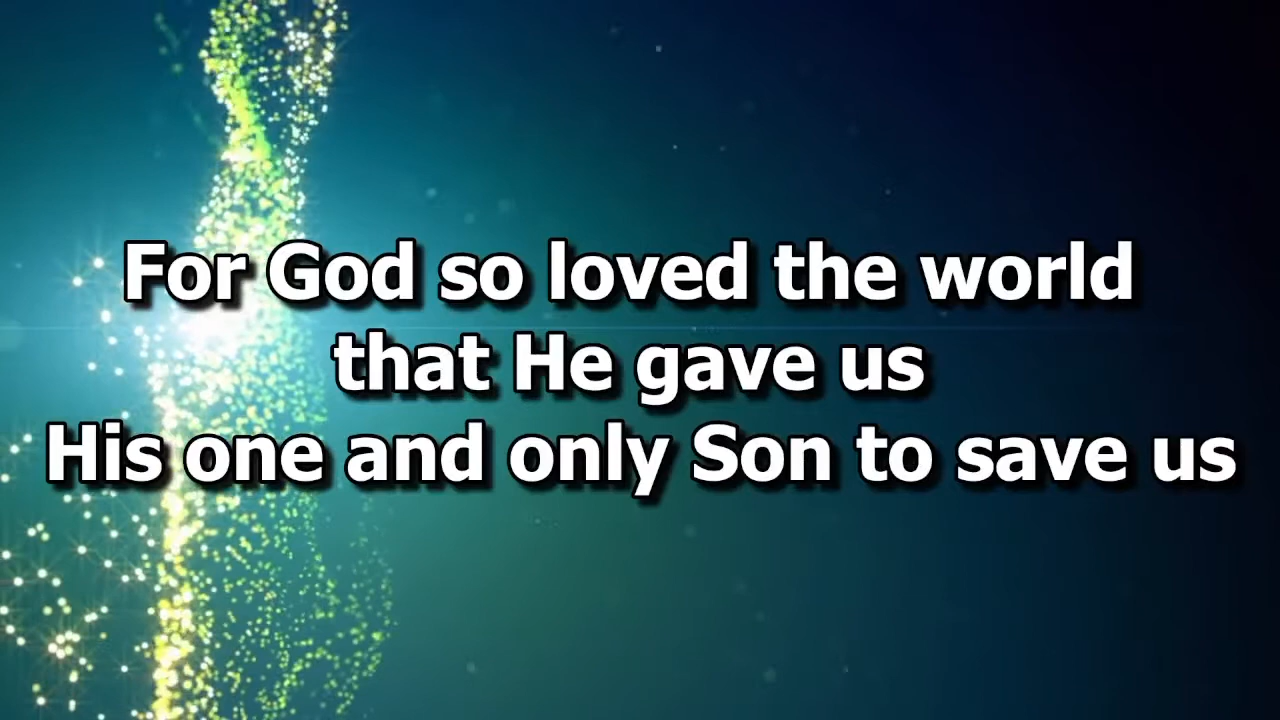 For God so loved the world
that He gave us
His one and only Son to save us